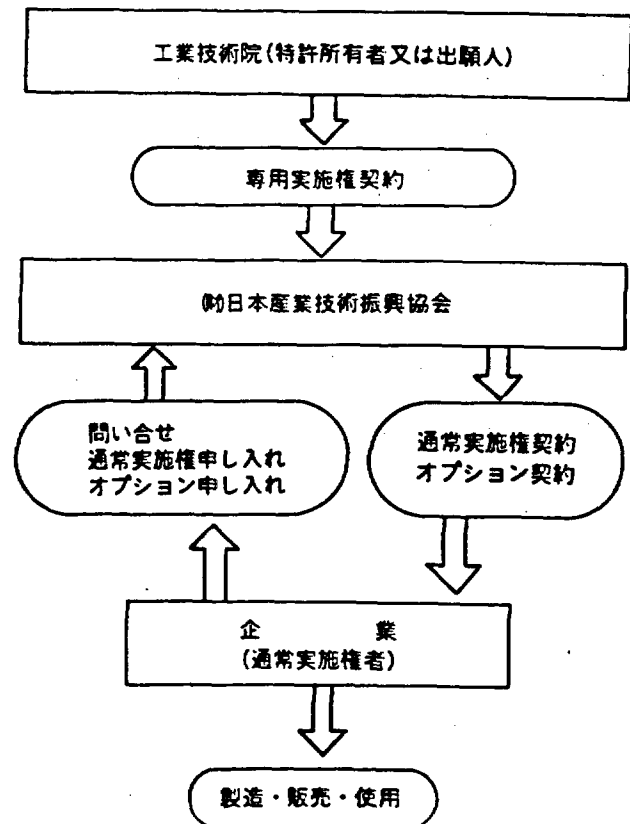 工業技術院(特許所有者又は出願人)
専用実施権契約
㈶日本産業技術振興協会
問い合せ
通常実施権申し入れ
オプション申し入れ
通常実施権契約
オプション契約
企　　業
(通常実施権者)
製造・販売・使用